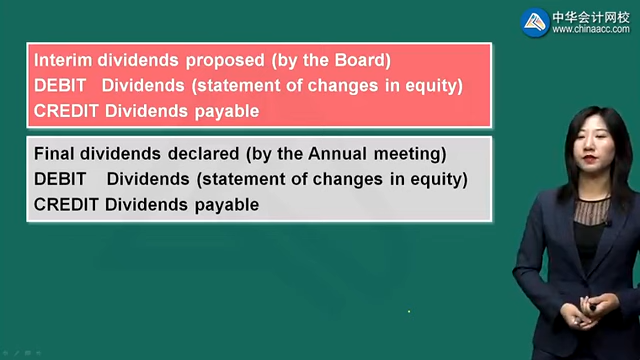 中华会计网校
www.chinaacc.com
Interim dividends proposed (by the Board)
DEBIT Dividends (statement of changes in equity)
CREDIT Dividends payable
Final dividends declared (by the Annual meeting)
DEBIT Dividends (statement of changes in equity)
CREDIT Dividends payable